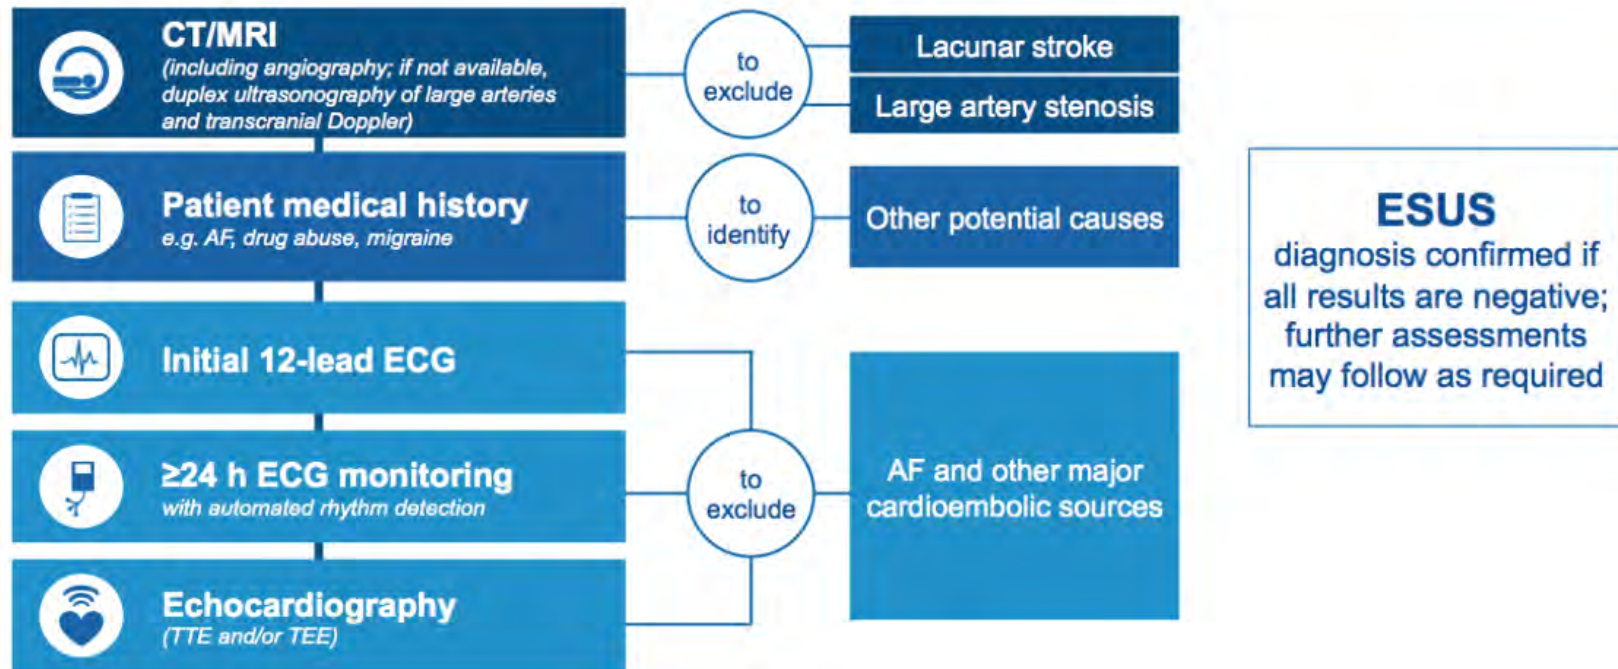 CT/MRI
(including angiography; if not available,
duplex ultrasonography of large arteries
and transcranial Doppler)
to
exclude
Lacunar stroke
Large artery stenosis
Patient medical history
e.g. AF, drug abuse, migraine
to
identify
Other potential causes
Initial 12-lead ECG
≥24 h ECG monitoring
with automated rhythm detection
Echocardiography
(TTE and/or TEE)
to
exclude
AF and other major
cardioembolic sources
ESUS
diagnosis confirmed if
all results are negative;
further assessments
may follow as required